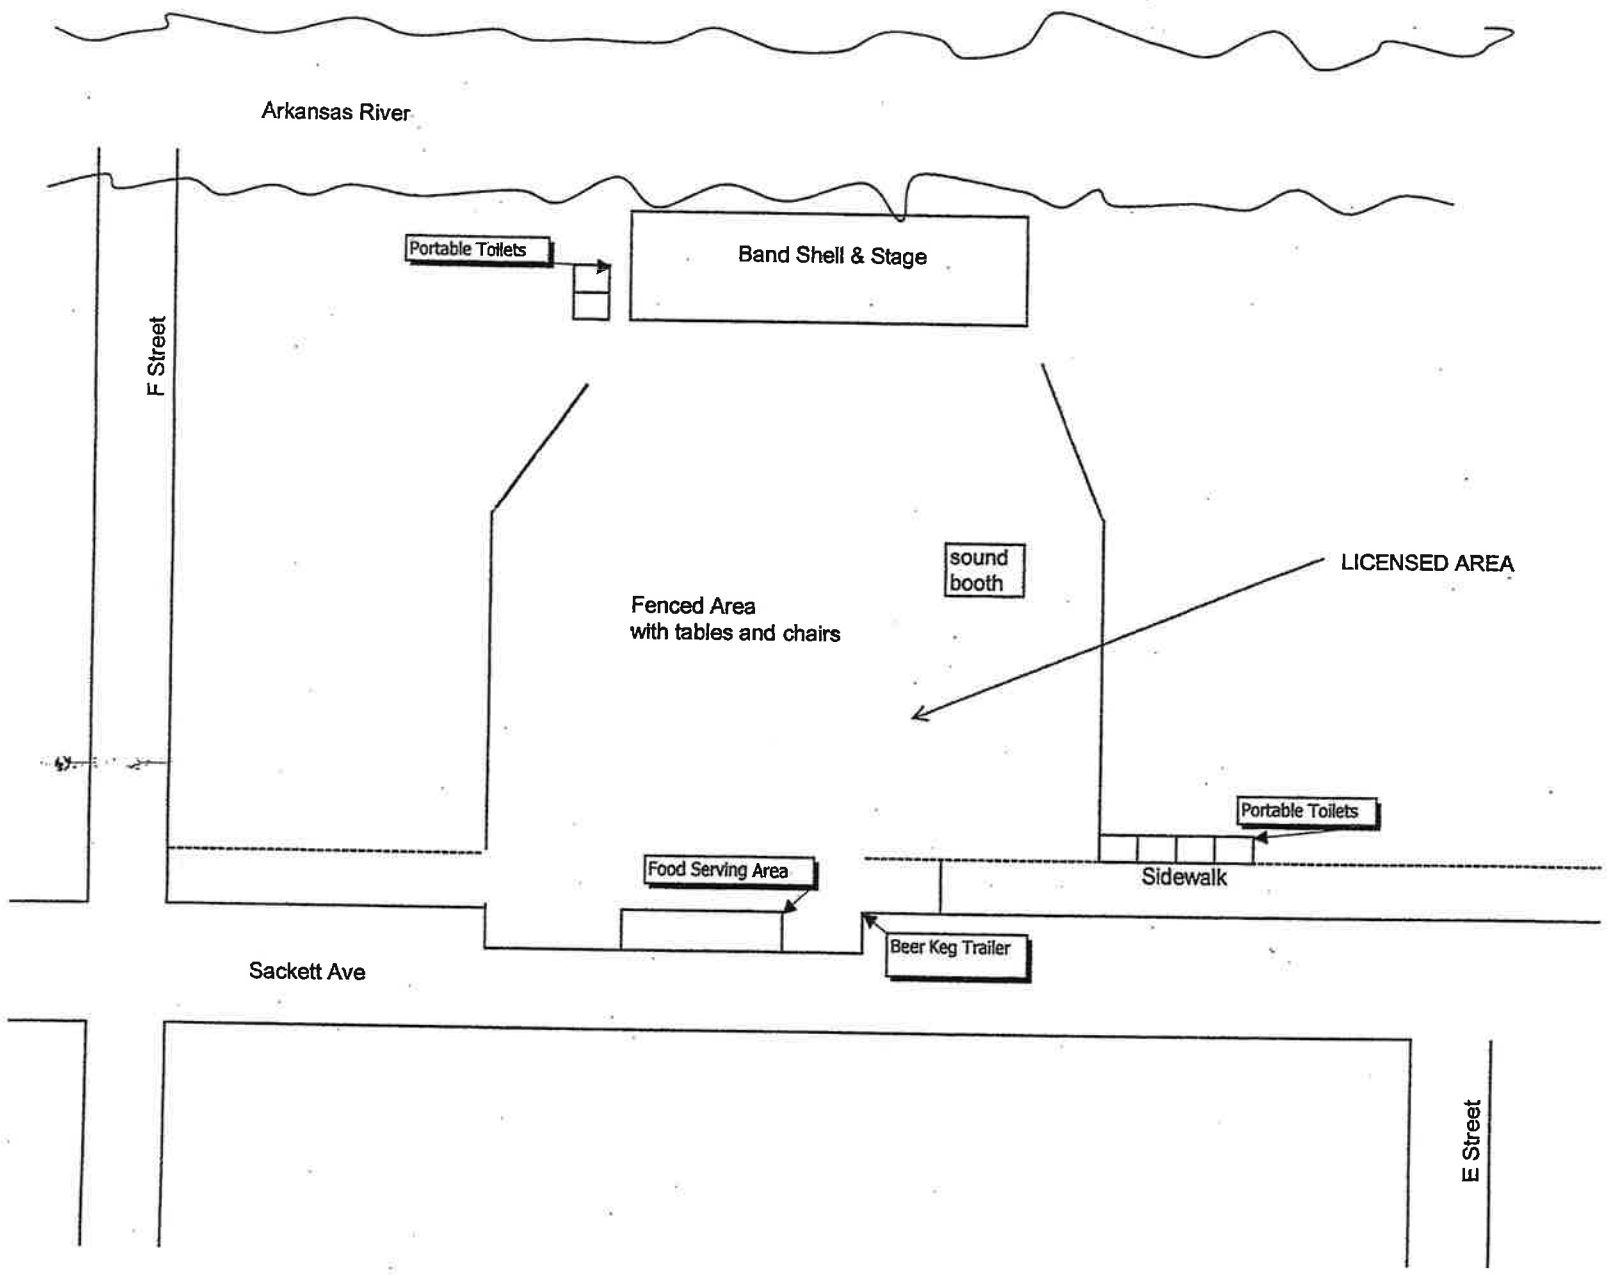 Arkansas River
Portable Toilets
Band Shell & Stage
F Street
sound
booth
LICENSED AREA
Fenced Area
with tables and chairs
Portable Toilets
Food Serving Area
Sidewalk
Beer Keg Trailer
Sackett Ave
E Street